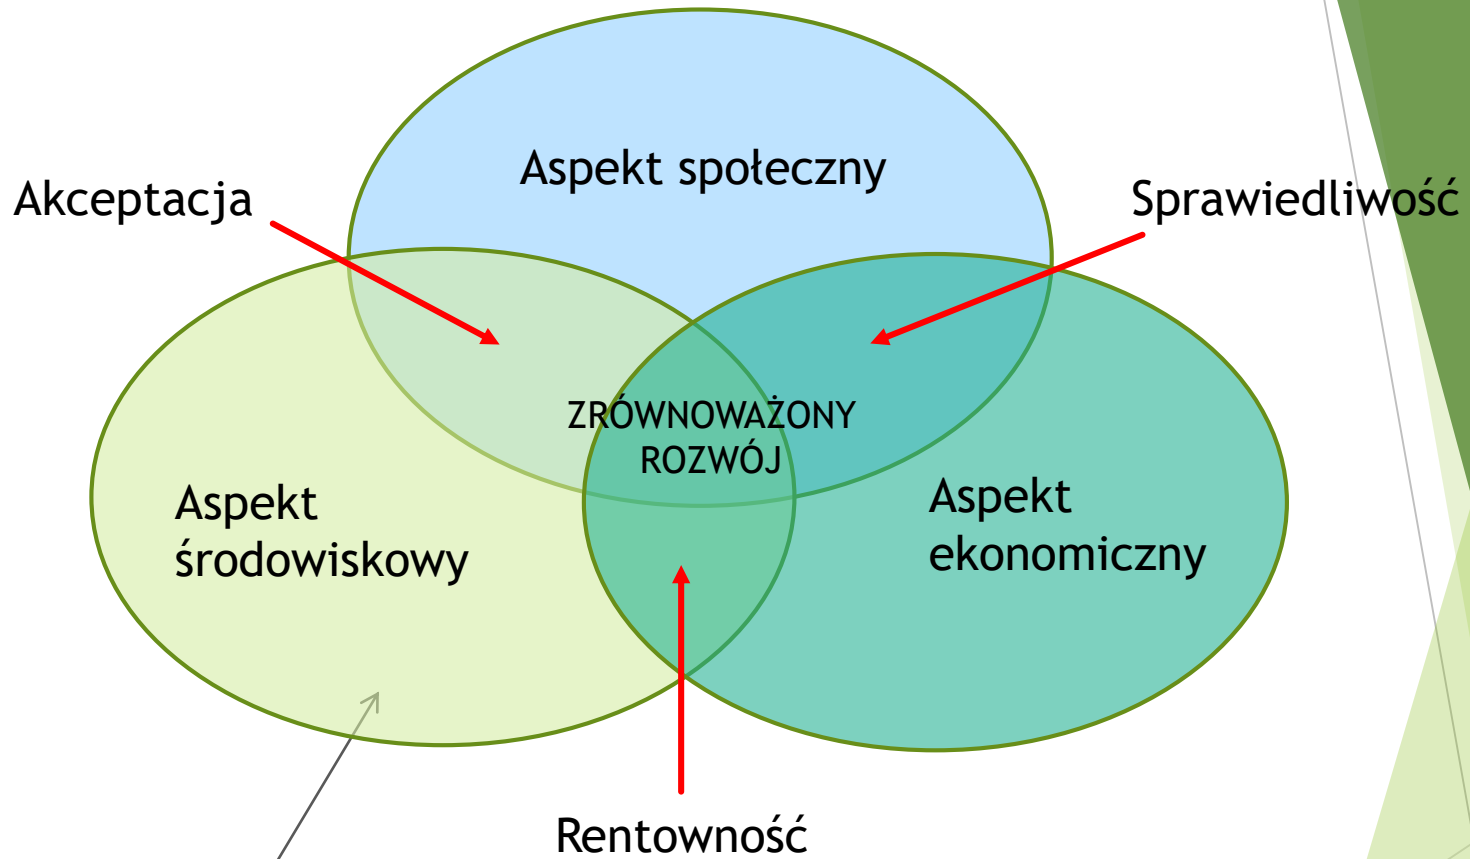 Aspekt społeczny
Akceptacja
Sprawiedliwość
ZRÓWNOWAŻONY
ROZWÓJ
Aspekt
środowiskowy
Aspekt
ekonomiczny
Rentowność